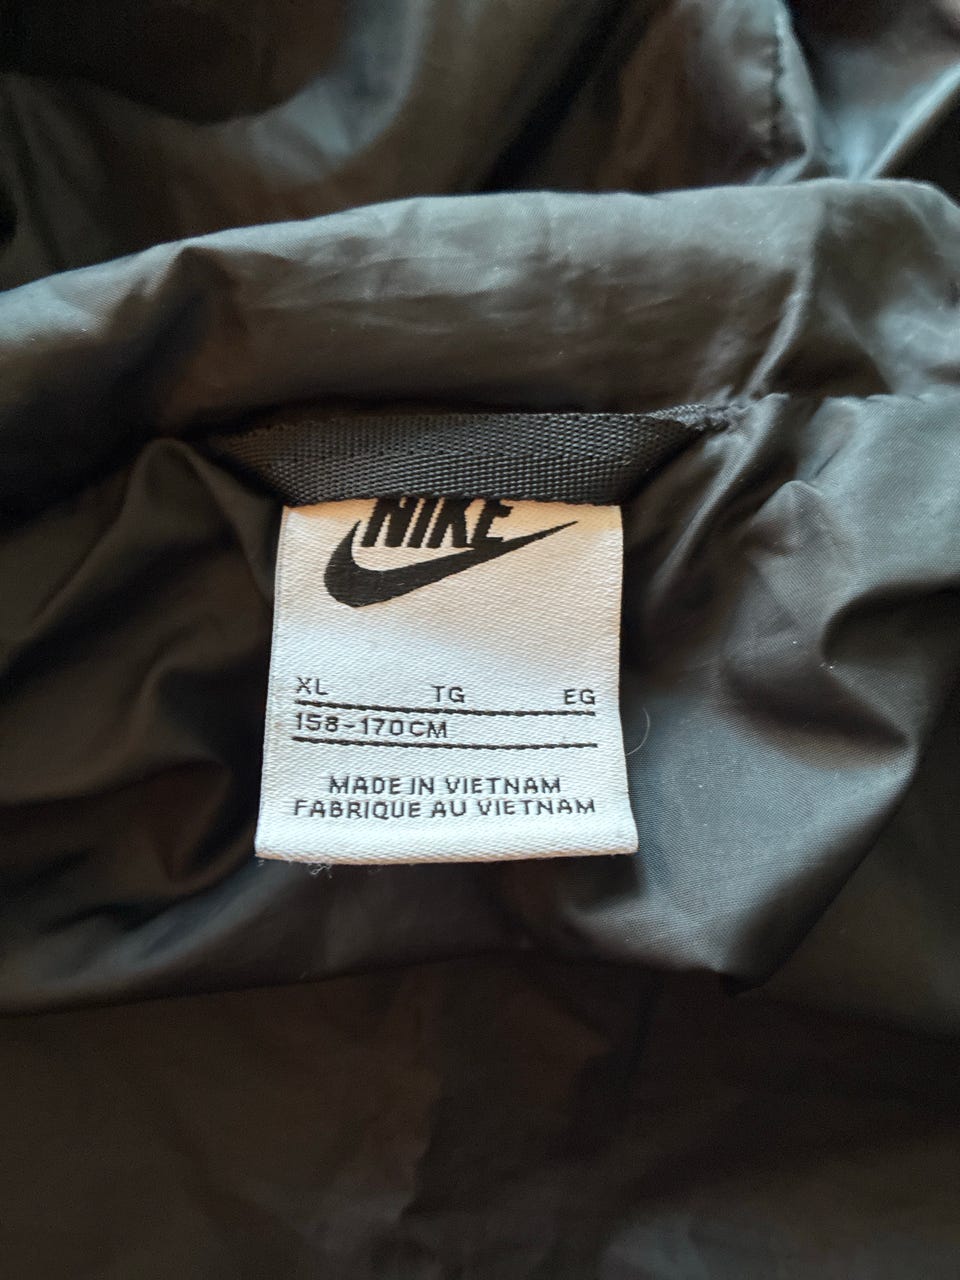 NIKE
XL TG EG
158-170CM
MADE IN VIETNAM
FABRIQUE AU VIETNAM